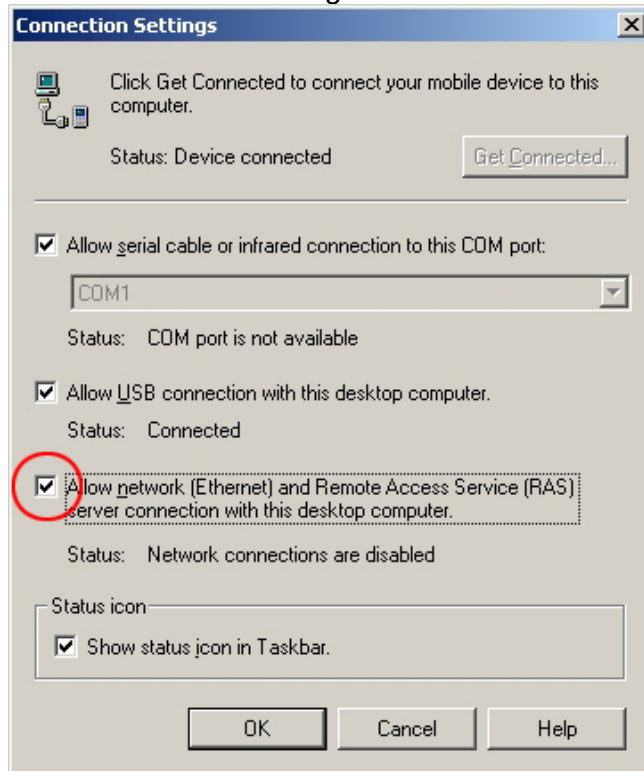 Connection Settings
Click Get Connected to connect your mobile device to this
computer.
Status: Device connected
Get Connected...
Allow serial cable or infrared connection to this COM port:
COM1
Status: COM port is not available
Allow USB connection with this desktop computer.
Status: Connected
Allow network (Ethernet) and Remote Access Service (RAS)
server connection with this desktop computer.
Status: Network connections are disabled
Status icon
Show status icon in Taskbar.
OK Cancel Help